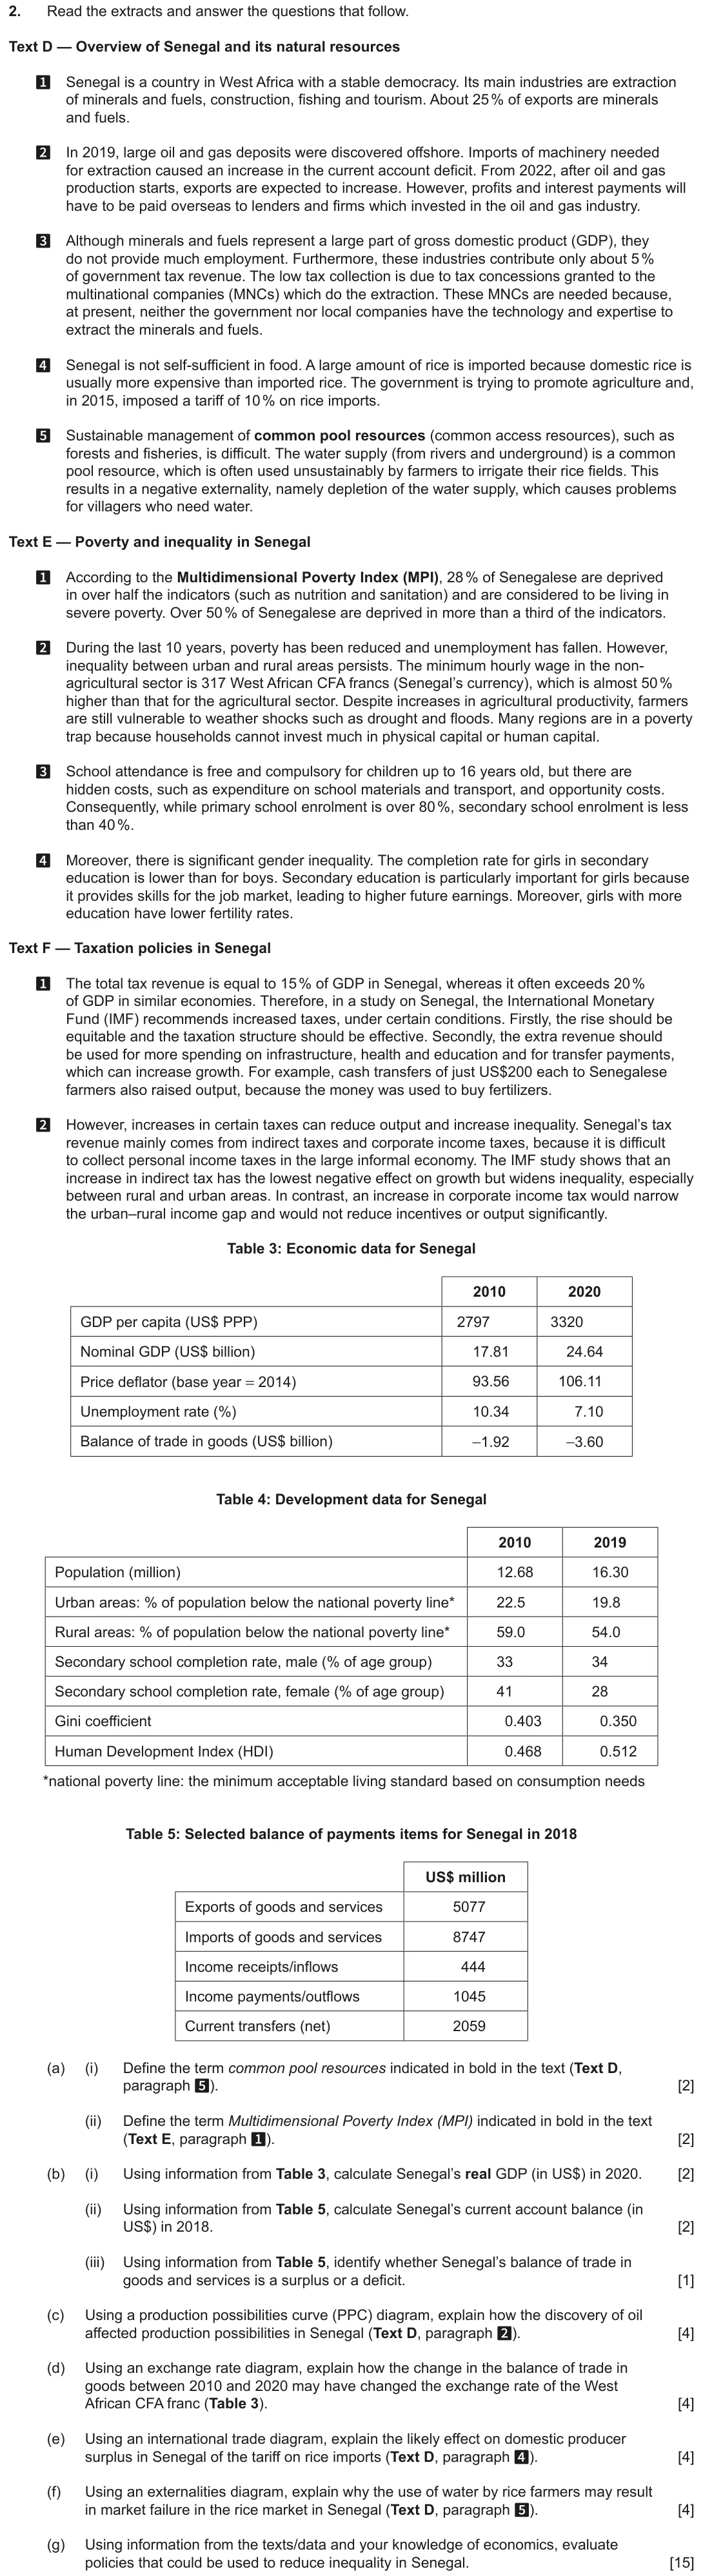 2. Read the extracts and answer the questions that follow.
Text D — Overview of Senegal and its natural resources
1 Senegal is a country in West Africa with a stable democracy. Its main industries are extraction
of minerals and fuels, construction, fishing and tourism. About 25 % of exports are minerals
and fuels.
2 In 2019, large oil and gas deposits were discovered offshore. Imports of machinery needed
for extraction caused an increase in the current account deficit. From 2022, after oil and gas
production starts, exports are expected to increase. However, profits and interest payments will
have to be paid overseas to lenders and firms which invested in the oil and gas industry.
3 Although minerals and fuels represent a large part of gross domestic product (GDP), they
do not provide much employment. Furthermore, these industries contribute only about 5 %
of government tax revenue. The low tax collection is due to tax concessions granted to the
multinational companies (MNCs) which do the extraction. These MNCs are needed because,
at present, neither the government nor local companies have the technology and expertise to
extract the minerals and fuels.
4 Senegal is not self-sufficient in food. A large amount of rice is imported because domestic rice is
usually more expensive than imported rice. The government is trying to promote agriculture and,
in 2015, imposed a tariff of 10 % on rice imports.
5 Sustainable management of common pool resources (common access resources), such as
forests and fisheries, is difficult. The water supply (from rivers and underground) is a common
pool resource, which is often used unsustainably by farmers to irrigate their rice fields. This
results in a negative externality, namely depletion of the water supply, which causes problems
for villagers who need water.
Text E — Poverty and inequality in Senegal
1 According to the Multidimensional Poverty Index (MPI), 28 % of Senegalese are deprived
in over half the indicators (such as nutrition and sanitation) and are considered to be living in
severe poverty. Over 50 % of Senegalese are deprived in more than a third of the indicators.
2 During the last 10 years, poverty has been reduced and unemployment has fallen. However,
inequality between urban and rural areas persists. The minimum hourly wage in the non-
agricultural sector is 317 West African CFA francs (Senegal's currency), which is almost 50 %
higher than that for the agricultural sector. Despite increases in agricultural productivity, farmers
are still vulnerable to weather shocks such as drought and floods. Many regions are in a poverty
trap because households cannot invest much in physical capital or human capital.
3 School attendance is free and compulsory for children up to 16 years old, but there are
hidden costs, such as expenditure on school materials and transport, and opportunity costs.
Consequently, while primary school enrolment is over 80 %, secondary school enrolment is less
than 40 %.
4 Moreover, there is significant gender inequality. The completion rate for girls in secondary
education is lower than for boys. Secondary education is particularly important for girls because
it provides skills for the job market, leading to higher future earnings. Moreover, girls with more
education have lower fertility rates.
Text F — Taxation policies in Senegal
1 The total tax revenue is equal to 15 % of GDP in Senegal, whereas it often exceeds 20 %
of GDP in similar economies. Therefore, in a study on Senegal, the International Monetary
Fund (IMF) recommends increased taxes, under certain conditions. Firstly, the rise should be
equitable and the taxation structure should be effective. Secondly, the extra revenue should
be used for more spending on infrastructure, health and education and for transfer payments,
which can increase growth. For example, cash transfers of just US$200 each to Senegalese
farmers also raised output, because the money was used to buy fertilizers.
2 However, increases in certain taxes can reduce output and increase inequality. Senegal's tax
revenue mainly comes from indirect taxes and corporate income taxes, because it is difficult
to collect personal income taxes in the large informal economy. The IMF study shows that an
increase in indirect tax has the lowest negative effect on growth but widens inequality, especially
between rural and urban areas. In contrast, an increase in corporate income tax would narrow
the urban–rural income gap and would not reduce incentives or output significantly.
Table 3: Economic data for Senegal
2010 2020
GDP per capita (US$ PPP) 2797 3320
Nominal GDP (US$ billion) 17.81 24.64
Price deflator (base year = 2014) 93.56 106.11
Unemployment rate (%) 10.34 7.10
Balance of trade in goods (US$ billion) −1.92 −3.60
Table 4: Development data for Senegal
2010 2019
Population (million) 12.68 16.30
Urban areas: % of population below the national poverty line* 22.5 19.8
Rural areas: % of population below the national poverty line* 59.0 54.0
Secondary school completion rate, male (% of age group) 33 34
Secondary school completion rate, female (% of age group) 41 28
Gini coefficient 0.403 0.350
Human Development Index (HDI) 0.468 0.512
*national poverty line: the minimum acceptable living standard based on consumption needs
Table 5: Selected balance of payments items for Senegal in 2018
US$ million
Exports of goods and services 5077
Imports of goods and services 8747
Income receipts/inflows 444
Income payments/outflows 1045
Current transfers (net) 2059
(a) (i) Define the term common pool resources indicated in bold in the text (Text D,
paragraph 5). [2]
(ii) Define the term Multidimensional Poverty Index (MPI) indicated in bold in the text
(Text E, paragraph 1). [2]
(b) (i) Using information from Table 3, calculate Senegal's real GDP (in US$) in 2020. [2]
(ii) Using information from Table 5, calculate Senegal's current account balance (in
US$) in 2018. [2]
(iii) Using information from Table 5, identify whether Senegal's balance of trade in
goods and services is a surplus or a deficit. [1]
(c) Using a production possibilities curve (PPC) diagram, explain how the discovery of oil
affected production possibilities in Senegal (Text D, paragraph 2). [4]
(d) Using an exchange rate diagram, explain how the change in the balance of trade in
goods between 2010 and 2020 may have changed the exchange rate of the West
African CFA franc (Table 3). [4]
(e) Using an international trade diagram, explain the likely effect on domestic producer
surplus in Senegal of the tariff on rice imports (Text D, paragraph 4). [4]
(f) Using an externalities diagram, explain why the use of water by rice farmers may result
in market failure in the rice market in Senegal (Text D, paragraph 5). [4]
(g) Using information from the texts/data and your knowledge of economics, evaluate
policies that could be used to reduce inequality in Senegal. [15]